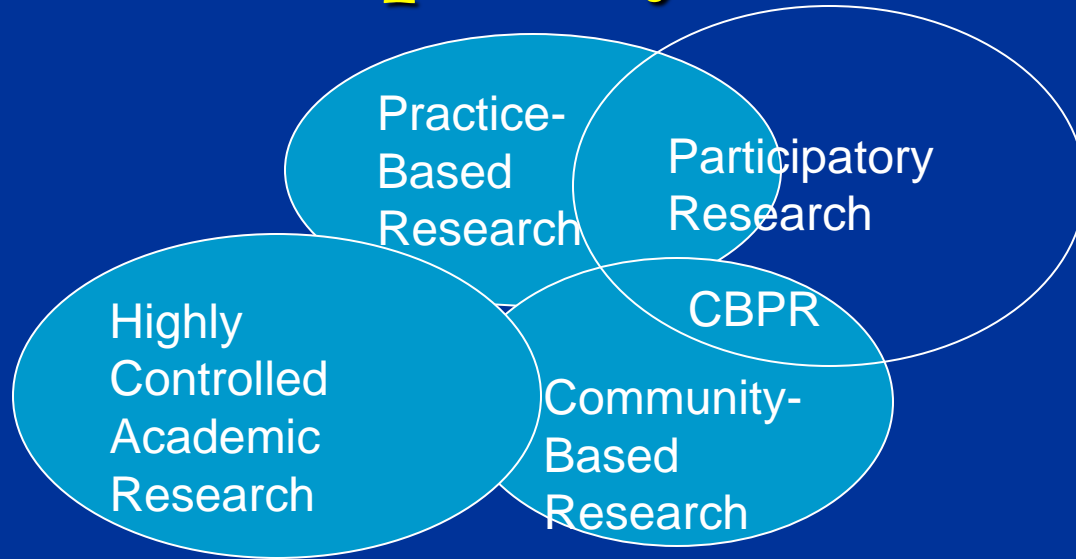 Practice-
Based
Research
Participatory
Research
CBPR
Highly
Controlled
Academic
Research
Community-
Based
Research